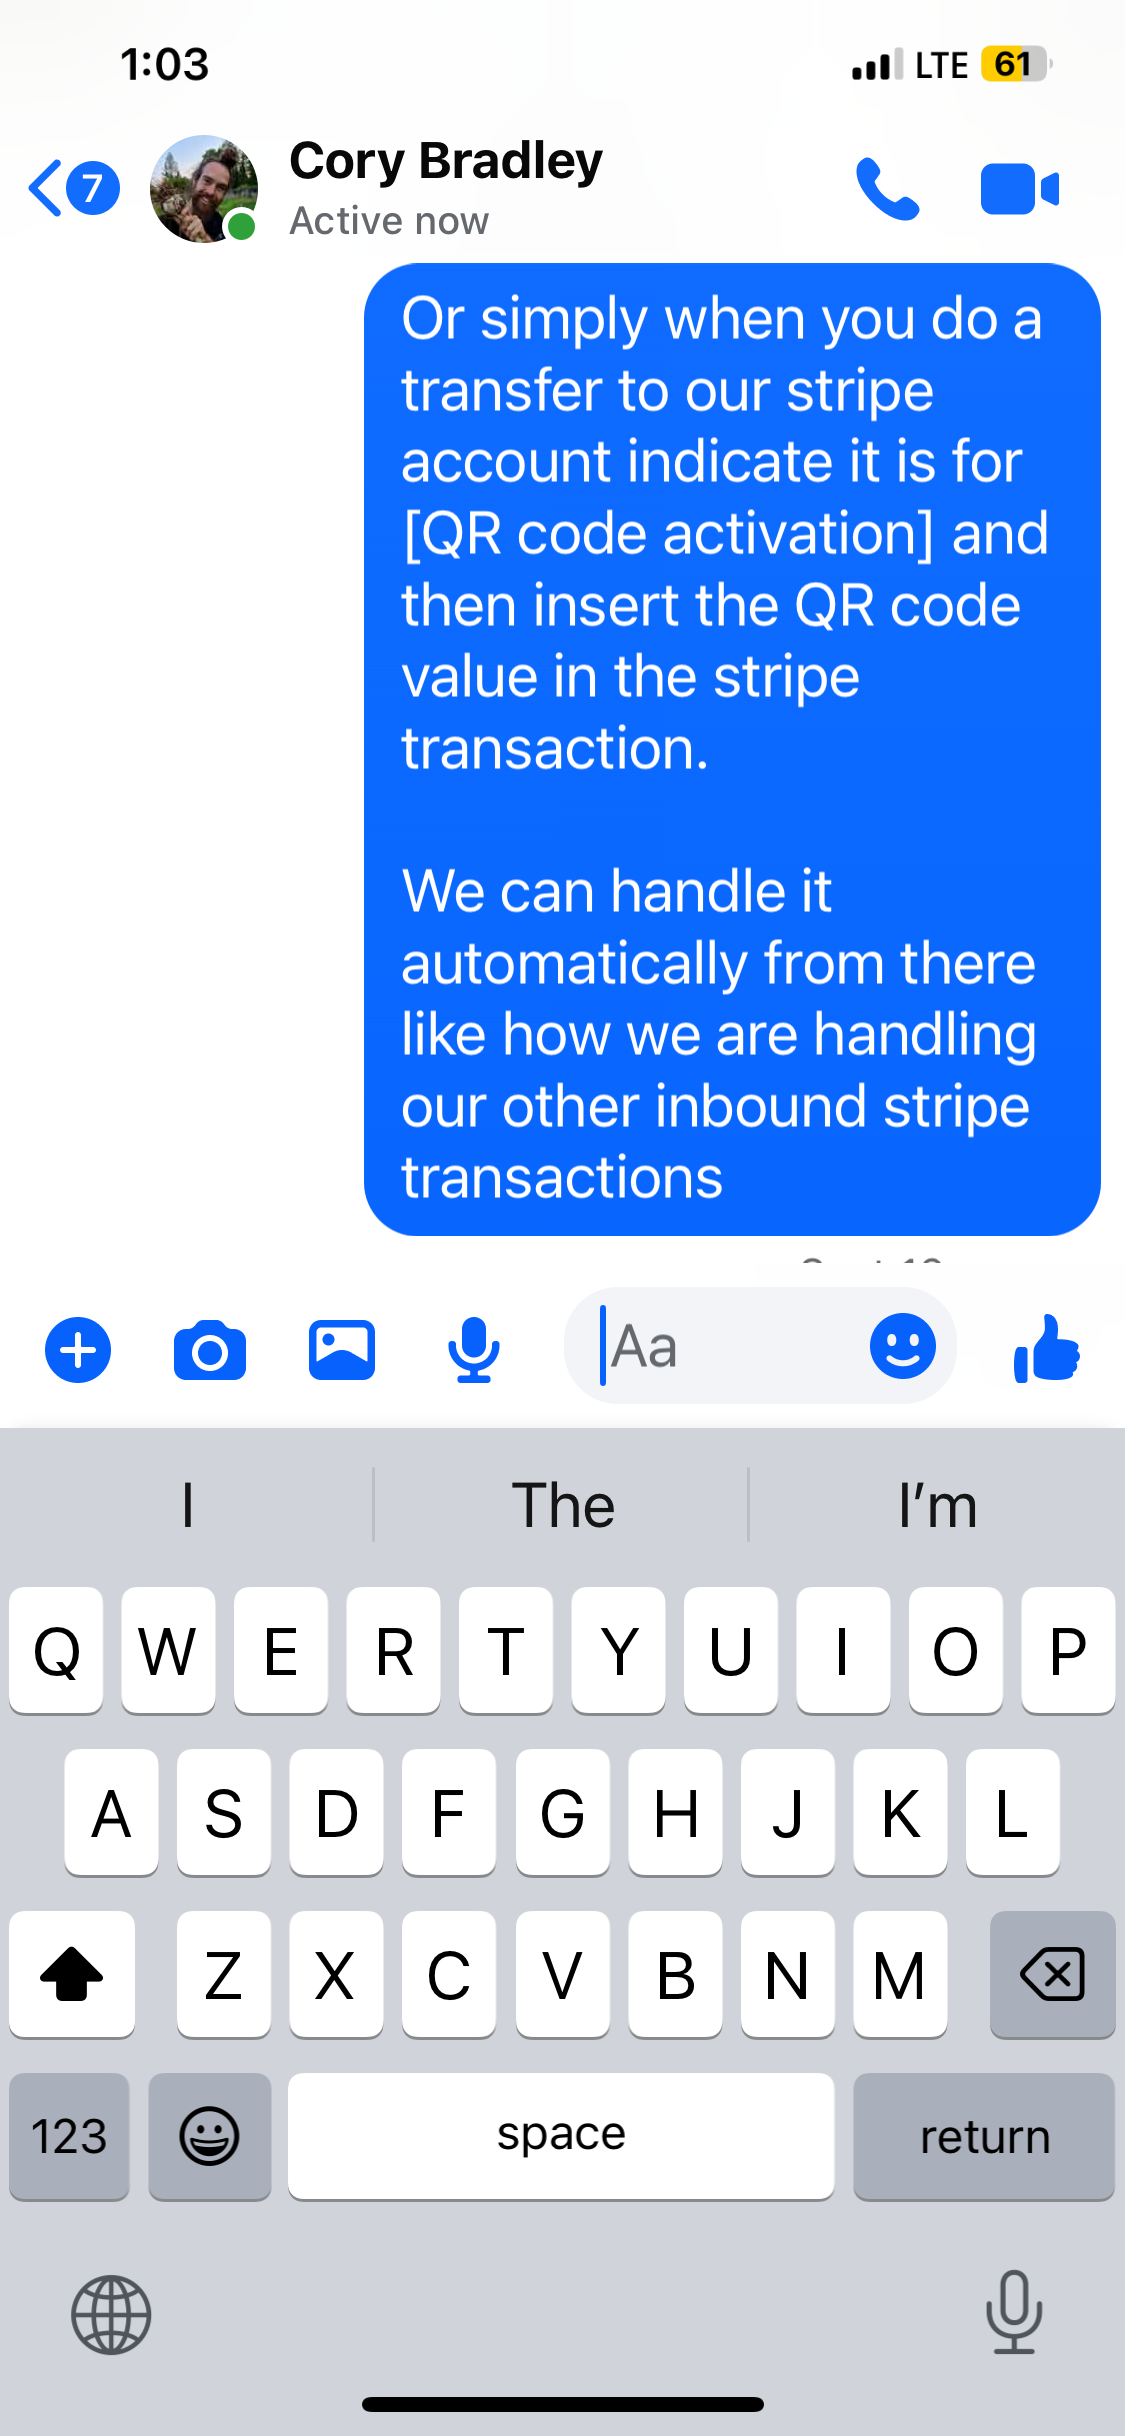 1:03
LTE 61
7
Cory Bradley
Active now
Or simply when you do a
transfer to our stripe
account indicate it is for
[QR code activation] and
then insert the QR code
value in the stripe
transaction.
We can handle it
automatically from there
like how we are handling
our other inbound stripe
transactions
Aa
I The I’m
Q W E R T Y U I O P
A S D F G H J K L
Z X C V B N M
123 space return